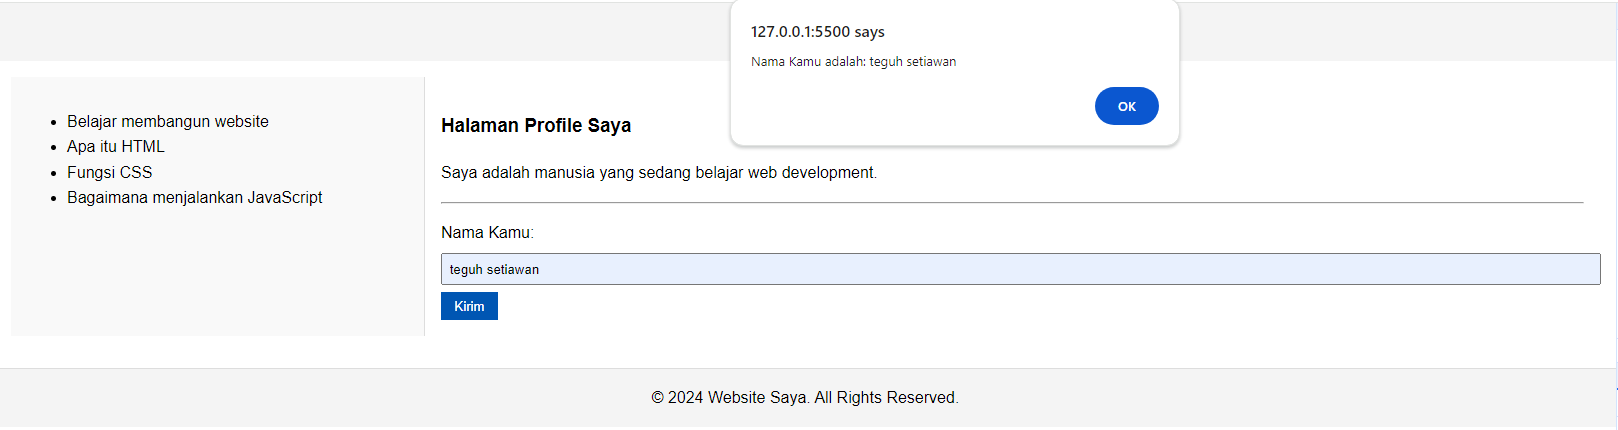 127.0.0.1:5500 says
Nama Kamu adalah: teguh setiawan
OK
Belajar membangun website
Apa itu HTML
Fungsi CSS
Bagaimana menjalankan JavaScript
Halaman Profile Saya
Saya adalah manusia yang sedang belajar web development.
Nama Kamu:
teguh setiawan
Kirim
© 2024 Website Saya. All Rights Reserved.